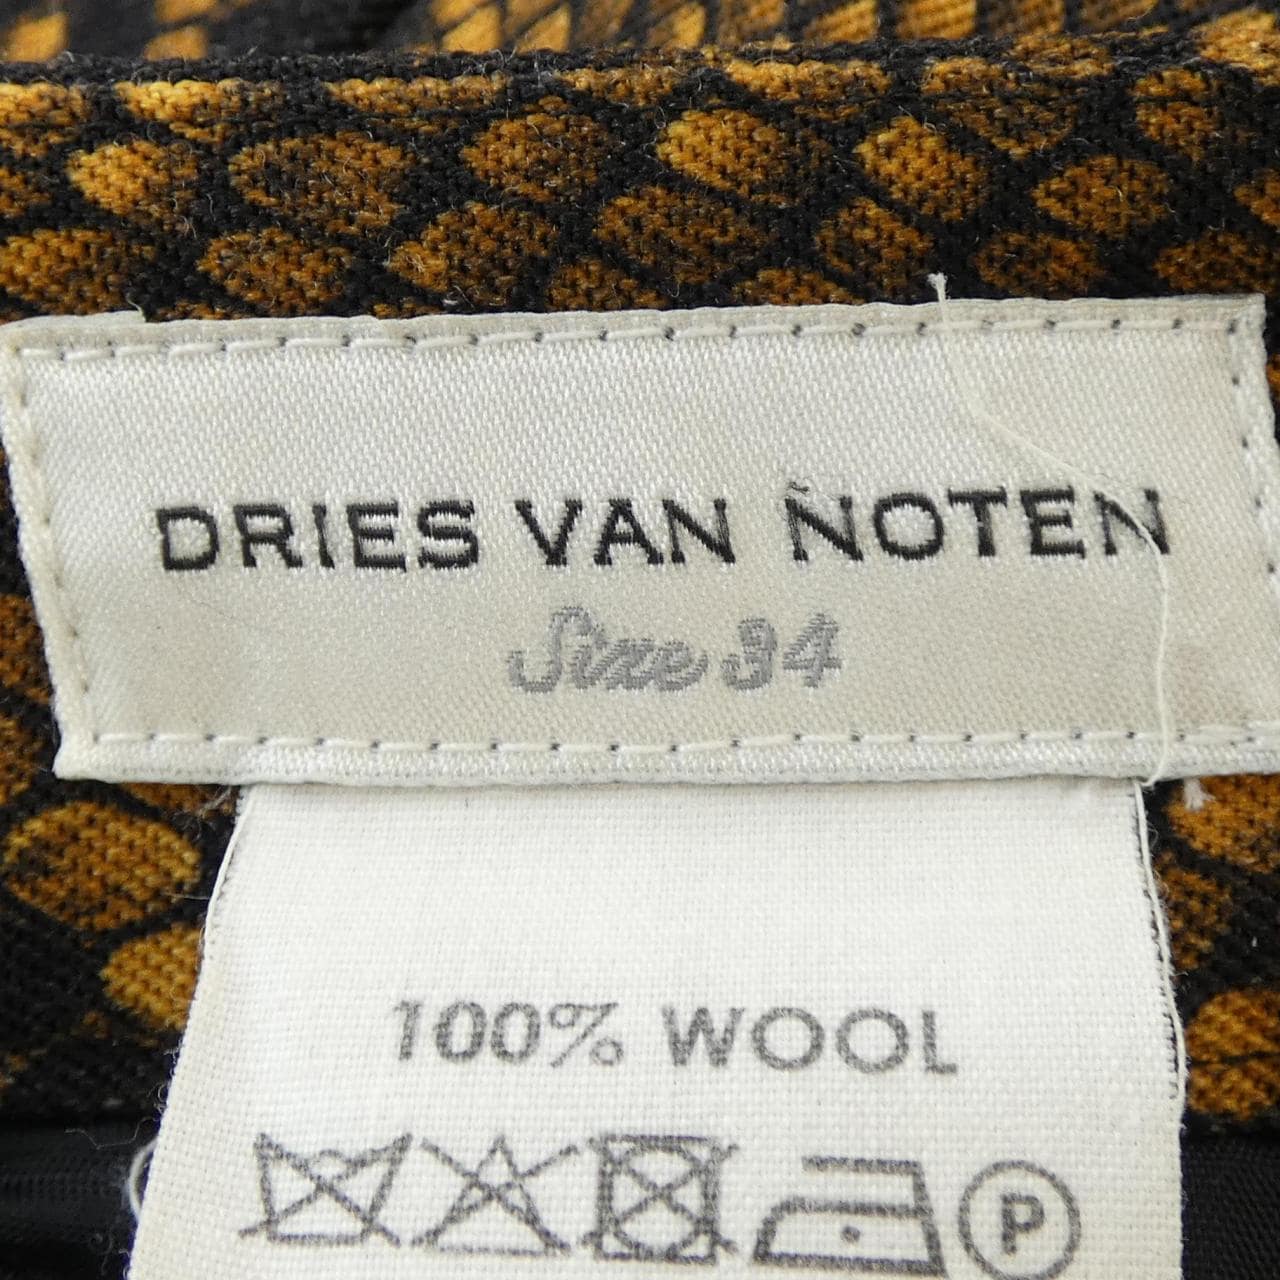 DRIES VAN ÑOTEN
Size 34
100% WOOL
P